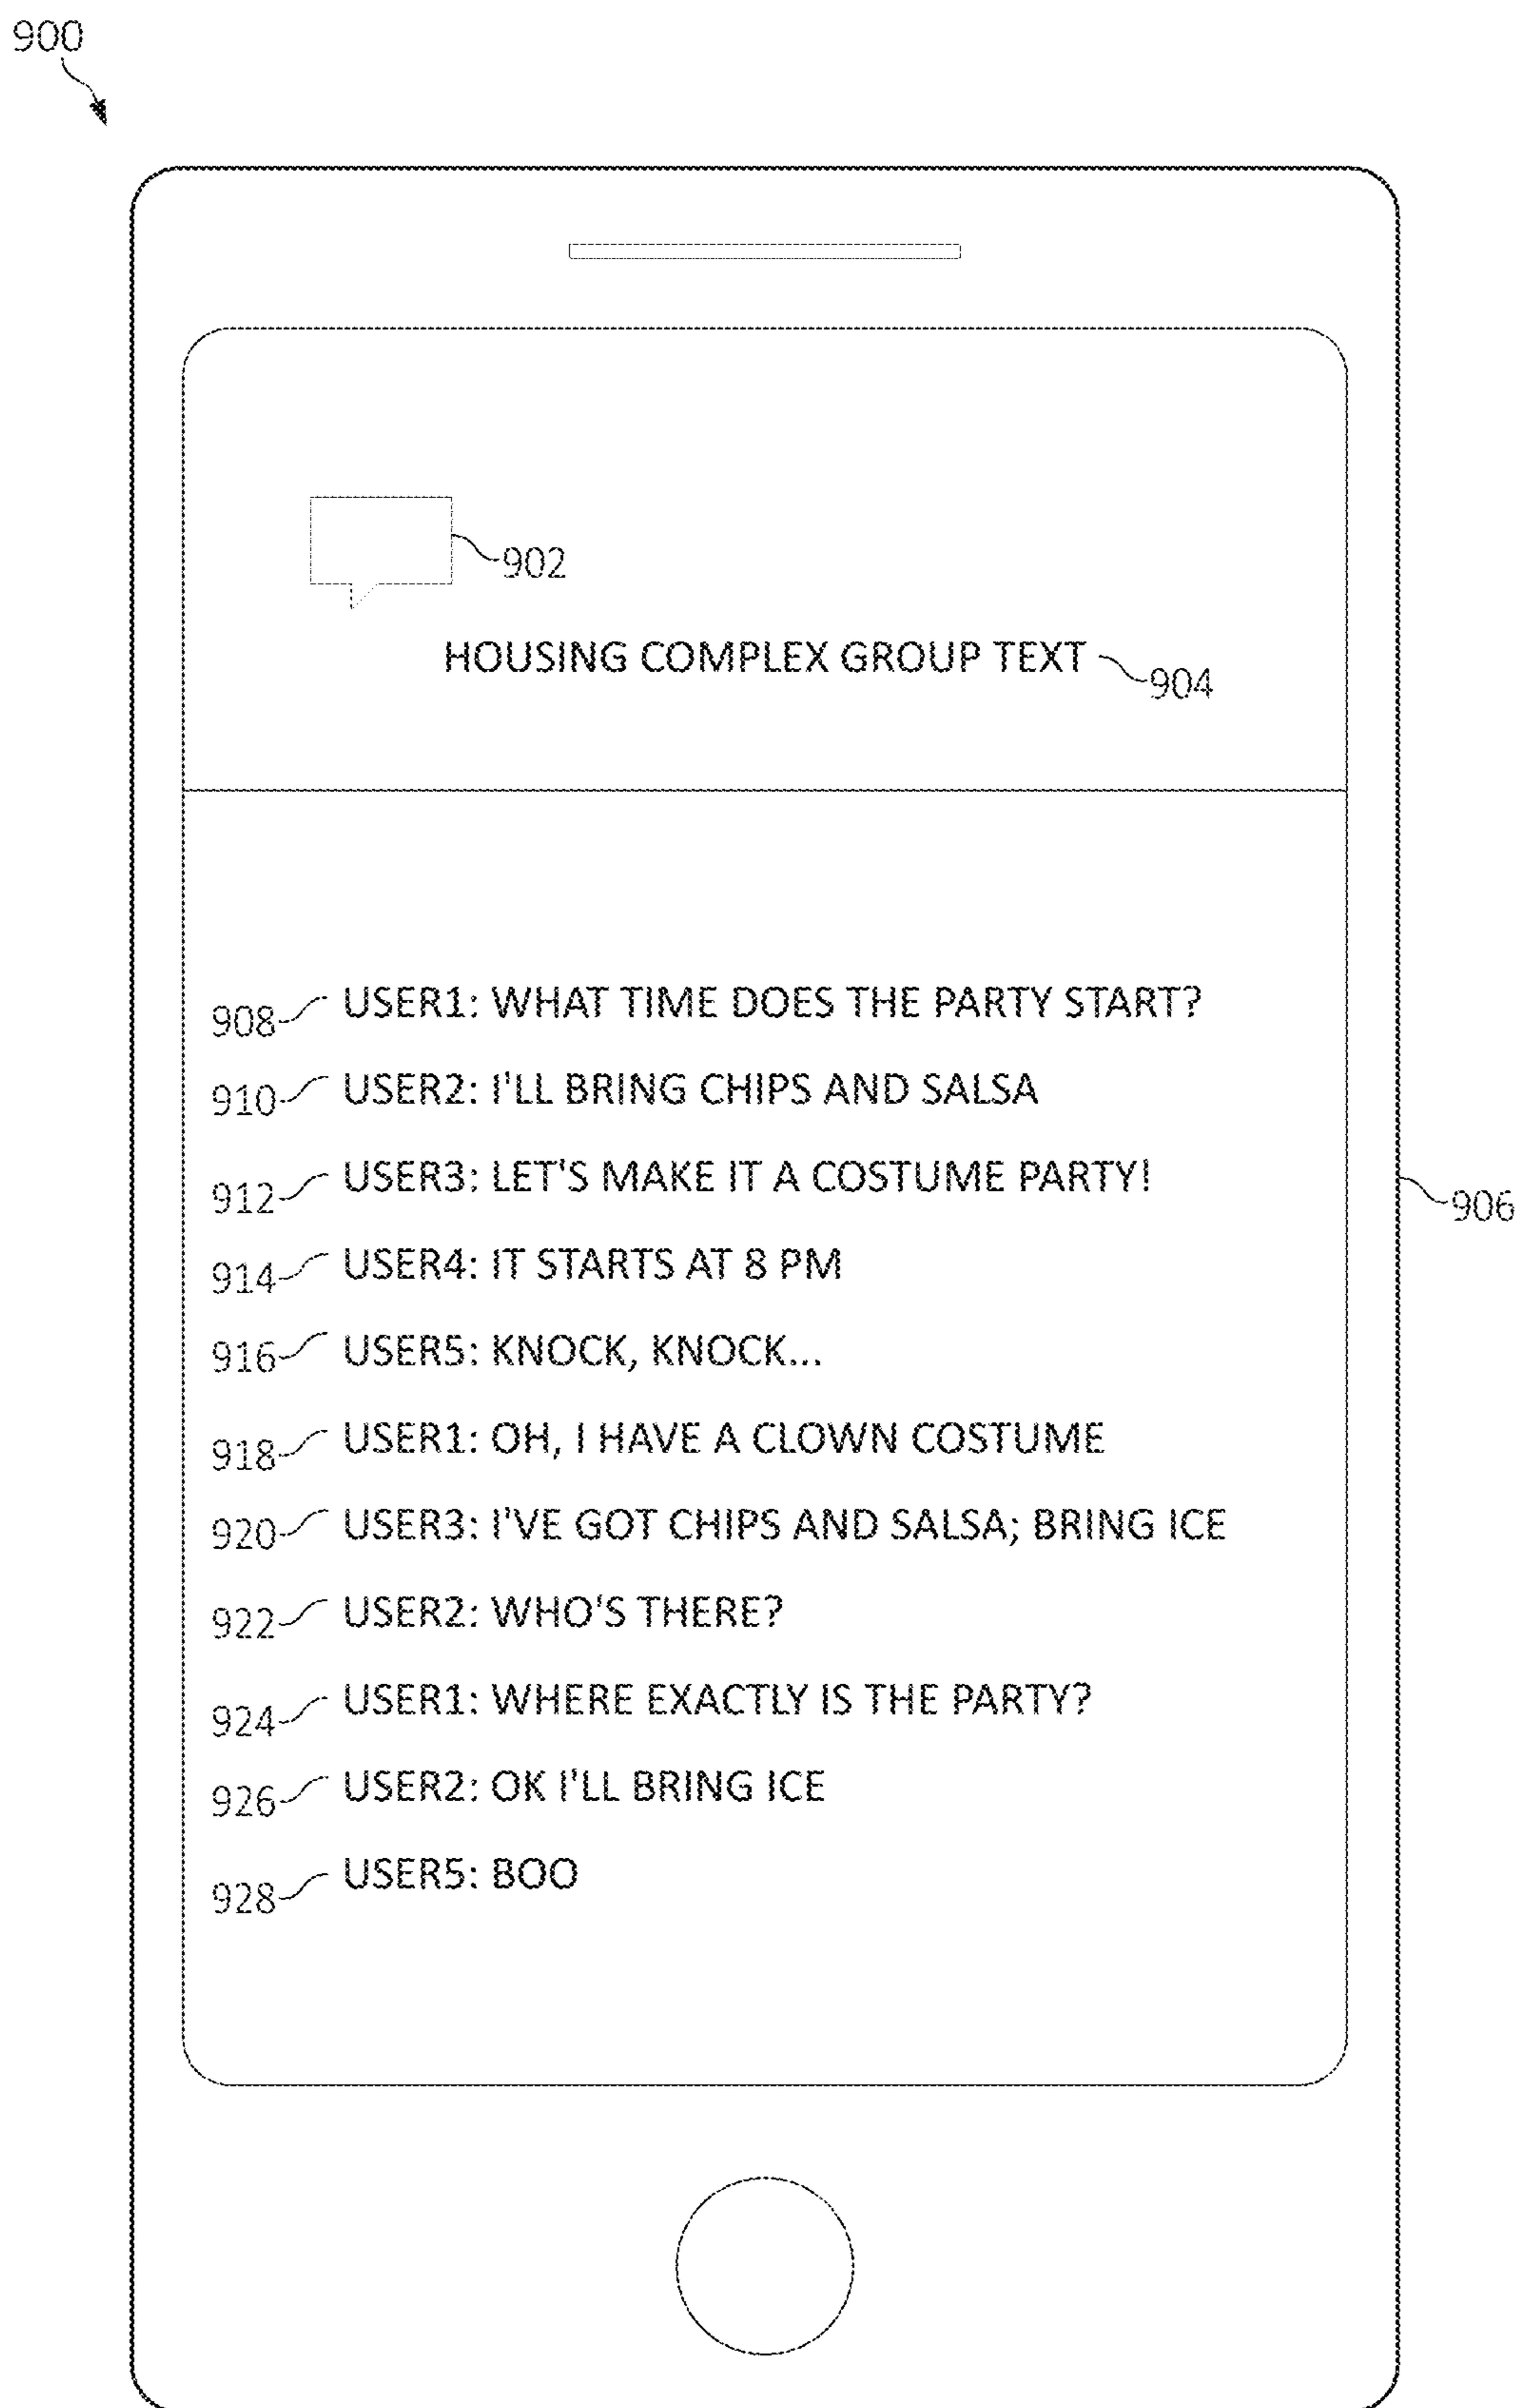 900
902
HOUSING COMPLEX GROUP TEXT 904
908 USER1: WHAT TIME DOES THE PARTY START?
910 USER2: I'LL BRING CHIPS AND SALSA
912 USER3: LET'S MAKE IT A COSTUME PARTY!
906
914 USER4: IT STARTS AT 8 PM
916 USER5: KNOCK, KNOCK...
918 USER1: OH, I HAVE A CLOWN COSTUME
920 USER3: I'VE GOT CHIPS AND SALSA; BRING ICE
922 USER2: WHO'S THERE?
924 USER1: WHERE EXACTLY IS THE PARTY?
926 USER2: OK I'LL BRING ICE
928 USER5: BOO